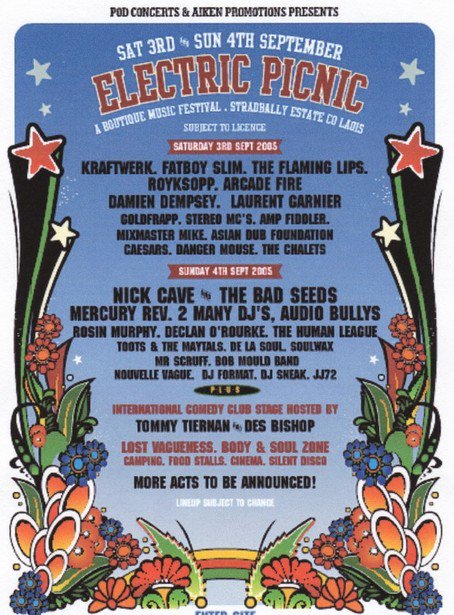 POD CONCERTS & AIKEN PROMOTIONS PRESENTS
SAT 3RD AND SUN 4TH SEPTEMBER
ELECTRIC PICNIC
A BOUTIQUE MUSIC FESTIVAL . STRADBALLY ESTATE CO LAOIS
SUBJECT TO LICENCE
SATURDAY 3RD SEPT 2005
KRAFTWERK. FATBOY SLIM. THE FLAMING LIPS.
ROYKSOPP. ARCADE FIRE
DAMIEN DEMPSEY. LAURENT GARNIER
GOLDFRAPP. STEREO MC'S. AMP FIDDLER.
MIXMASTER MIKE. ASIAN DUB FOUNDATION
CAESARS. DANGER MOUSE. THE CHALETS
SUNDAY 4TH SEPT 2005
NICK CAVE AND THE BAD SEEDS
MERCURY REV. 2 MANY DJ'S, AUDIO BULLYS
ROSIN MURPHY. DECLAN O'ROURKE. THE HUMAN LEAGUE
TOOTS & THE MAYTALS. DE LA SOUL. SOULWAX
MR SCRUFF. BOB MOULD BAND
NOUVELLE VAGUE. DJ FORMAT. DJ SNEAK. JJ72
PLUS
INTERNATIONAL COMEDY CLUB STAGE HOSTED BY
TOMMY TIERNAN AND DES BISHOP
LOST VAGUENESS. BODY & SOUL ZONE
CAMPING. FOOD STALLS. CINEMA. SILENT DISCO
MORE ACTS TO BE ANNOUNCED!
LINEUP SUBJECT TO CHANGE
ENTER SITE